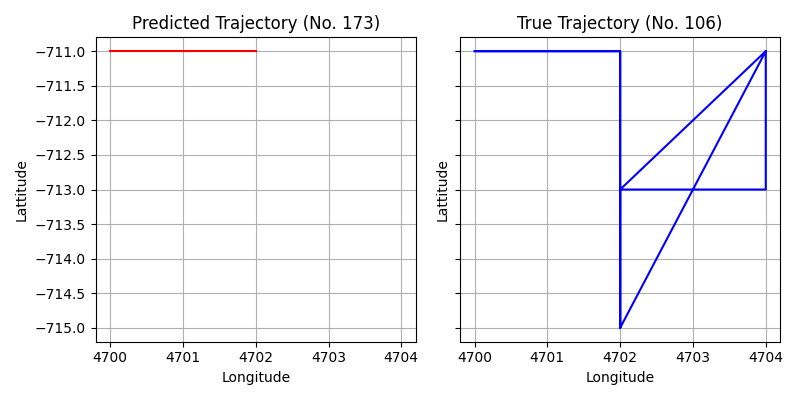 Predicted Trajectory (No. 173)
True Trajectory (No. 106)
−711.0
−711.5
−712.0
−712.5
−713.0
−713.5
−714.0
−714.5
−715.0
Lattitude
Lattitude
4700 4701 4702 4703 4704
4700 4701 4702 4703 4704
Longitude
Longitude